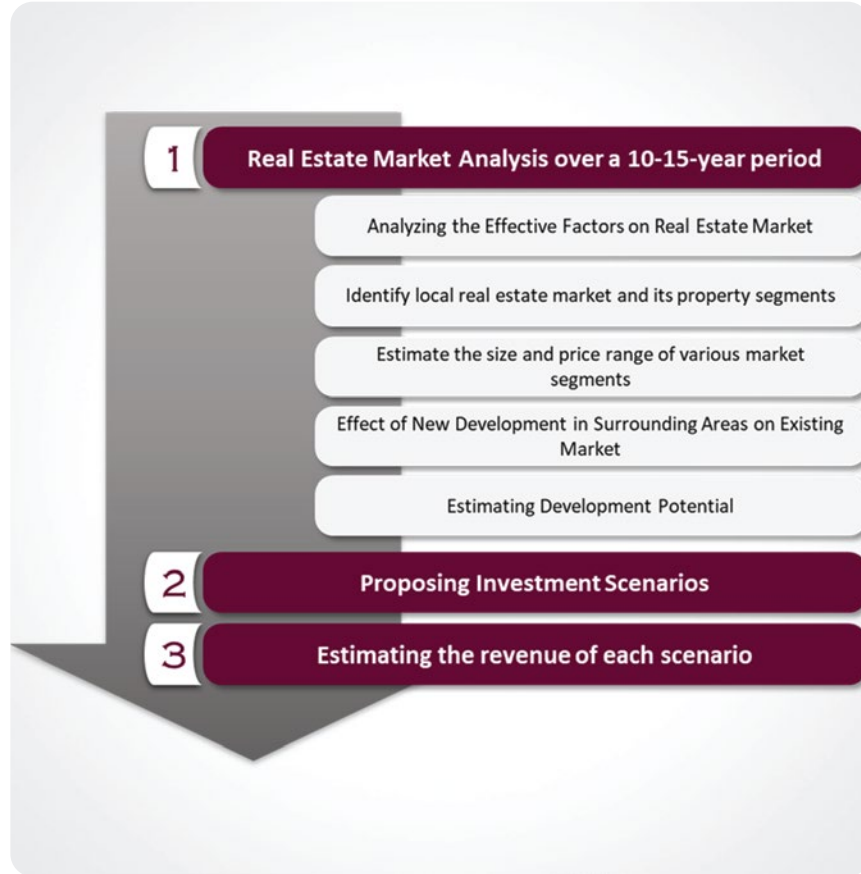 1
Real Estate Market Analysis over a 10-15-year period
Analyzing the Effective Factors on Real Estate Market
Identify local real estate market and its property segments
Estimate the size and price range of various market
segments
Effect of New Development in Surrounding Areas on Existing
Market
Estimating Development Potential
2
Proposing Investment Scenarios
3
Estimating the revenue of each scenario